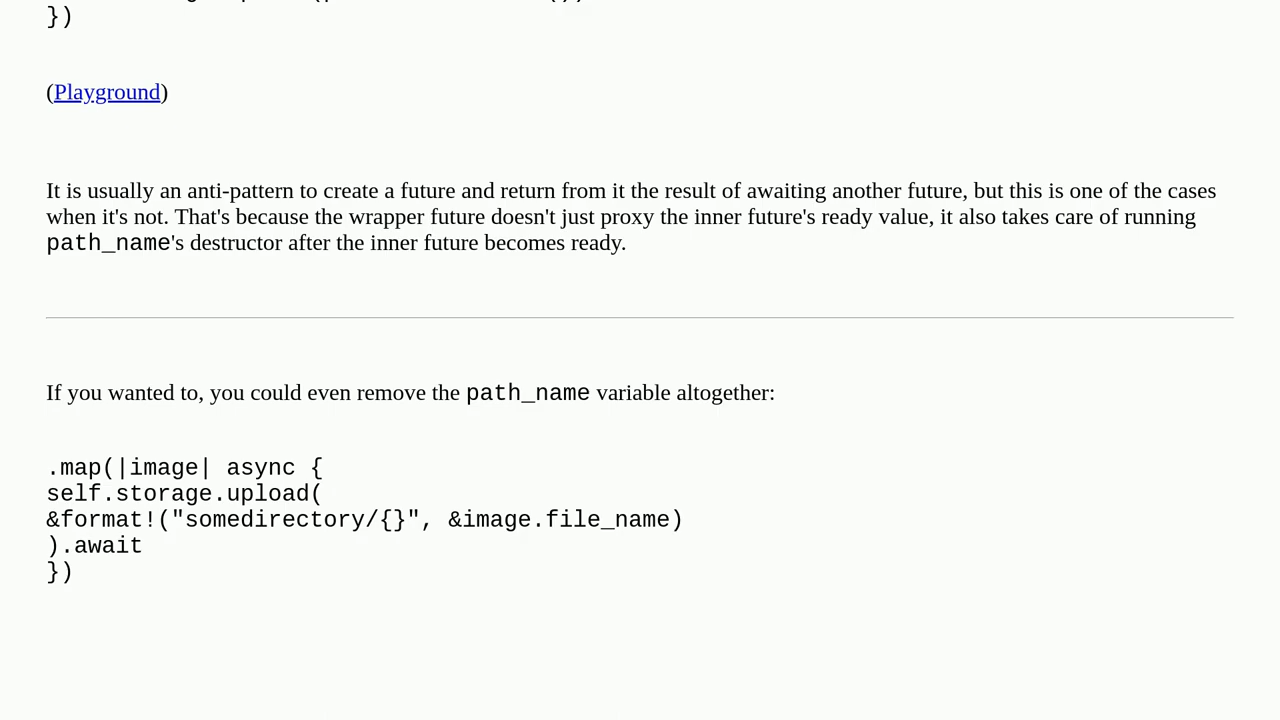 })
(Playground)
It is usually an anti-pattern to create a future and return from it the result of awaiting another future, but this is one of the cases
when it's not. That's because the wrapper future doesn't just proxy the inner future's ready value, it also takes care of running
path_name's destructor after the inner future becomes ready.
If you wanted to, you could even remove the path_name variable altogether:
.map(|image| async {
self.storage.upload(
&format!("somedirectory/{}", &image.file_name)
).await
})